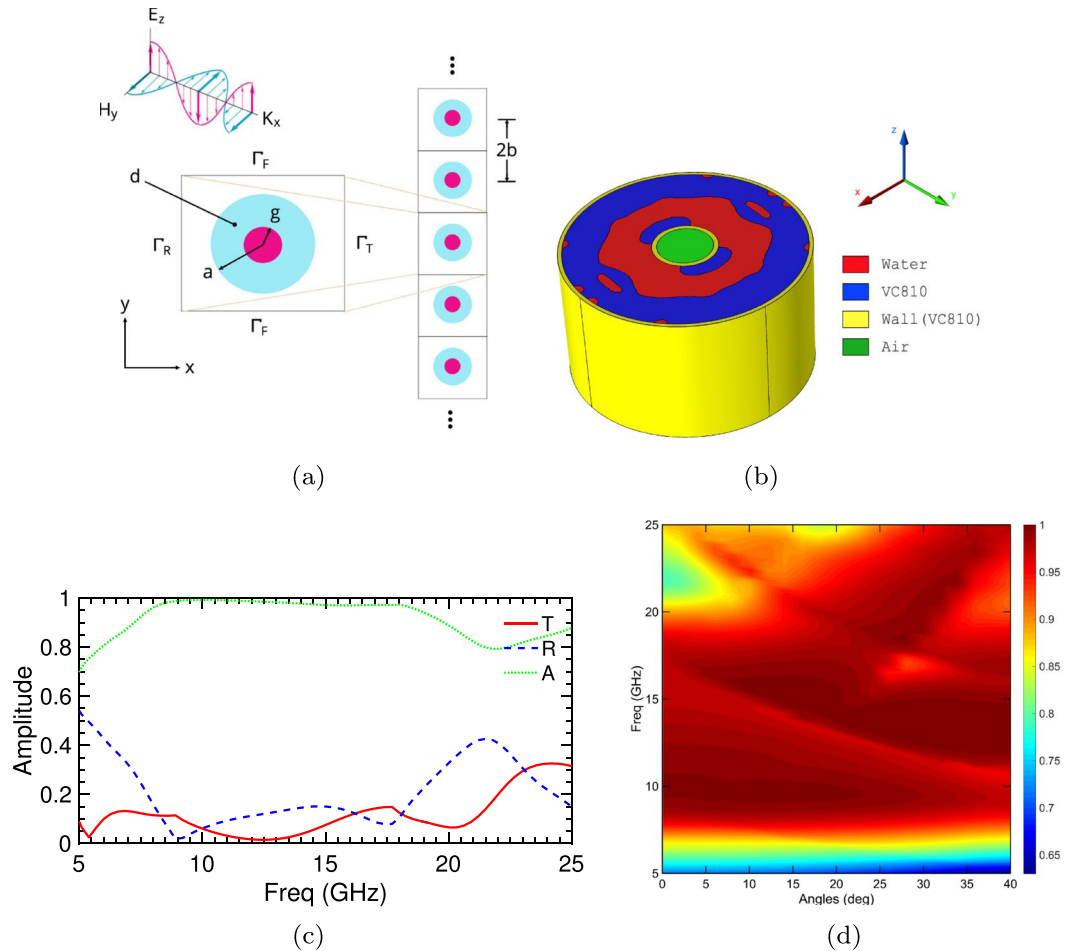 E_z
H_y
K_x
Γ_F
d
g
Γ_R
Γ_T
a
Γ_F
y
x
2b
(a)
z
x
y
Water
VC810
Wall(VC810)
Air
(b)
1
0.8
0.6
0.4
0.2
0
Amplitude
T
R
A
5 10 15 20 25
Freq (GHz)
(c)
25
20
15
10
5
Freq (GHz)
0 5 10 15 20 25 30 35 40
Angles (deg)
1
0.95
0.9
0.85
0.8
0.75
0.7
0.65
(d)